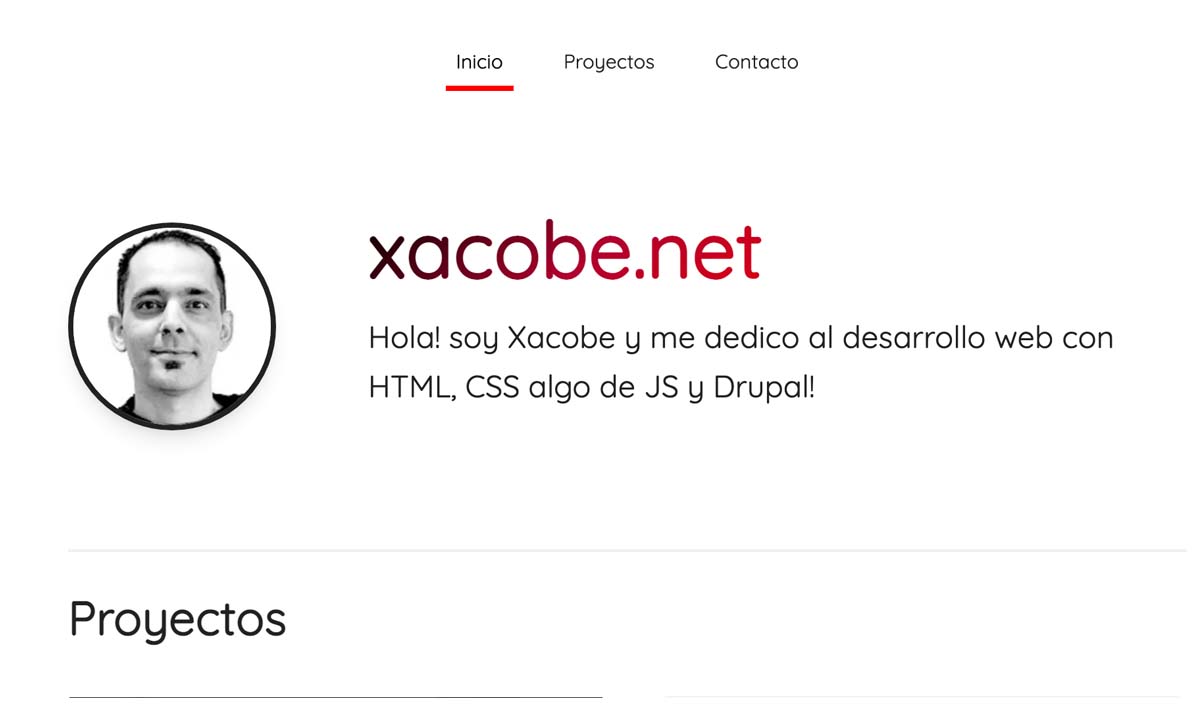 Inicio
Proyectos
Contacto
xacobe.net
Hola! soy Xacobe y me dedico al desarrollo web con
HTML, CSS algo de JS y Drupal!
Proyectos